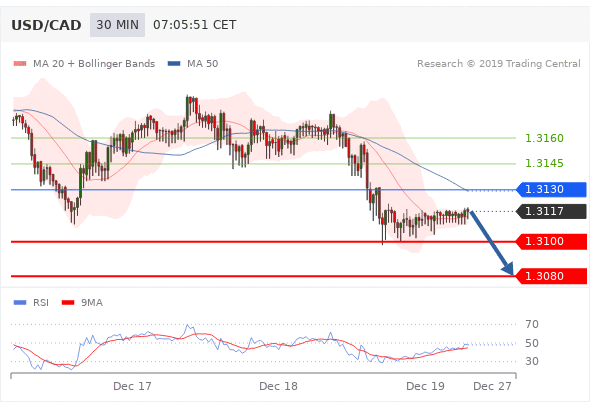 USD/CAD 30 MIN 07:05:51 CET
MA 20 + Bollinger Bands MA 50 Research © 2019 Trading Central
1.3160
1.3145
1.3130
1.3117
1.3100
1.3080
RSI 9MA
70
50
30
Dec 17 Dec 18 Dec 19 Dec 27